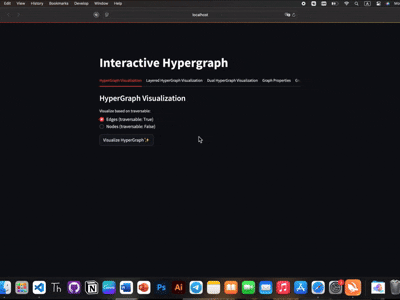 View History Bookmarks Develop Window Help
localhost
Interactive Hypergraph
HyperGraph Visualization Layered HyperGraph Visualization Dual HyperGraph Visualization Graph Properties
HyperGraph Visualization
Visualize based on traversable:
Edges (traversable: True)
Nodes (traversable: False)
Visualize HyperGraph✨